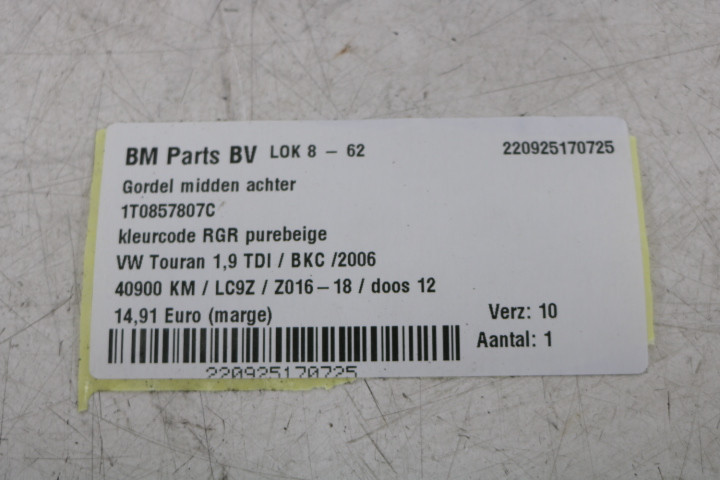 BM Parts BV LOK 8 – 62 220925170725
Gordel midden achter
1T0857807C
kleurcode RGR purebeige
VW Touran 1,9 TDI / BKC /2006
40900 KM / LC9Z / Z016–18 / doos 12
14,91 Euro (marge) Verz: 10
Aantal: 1
220925170725